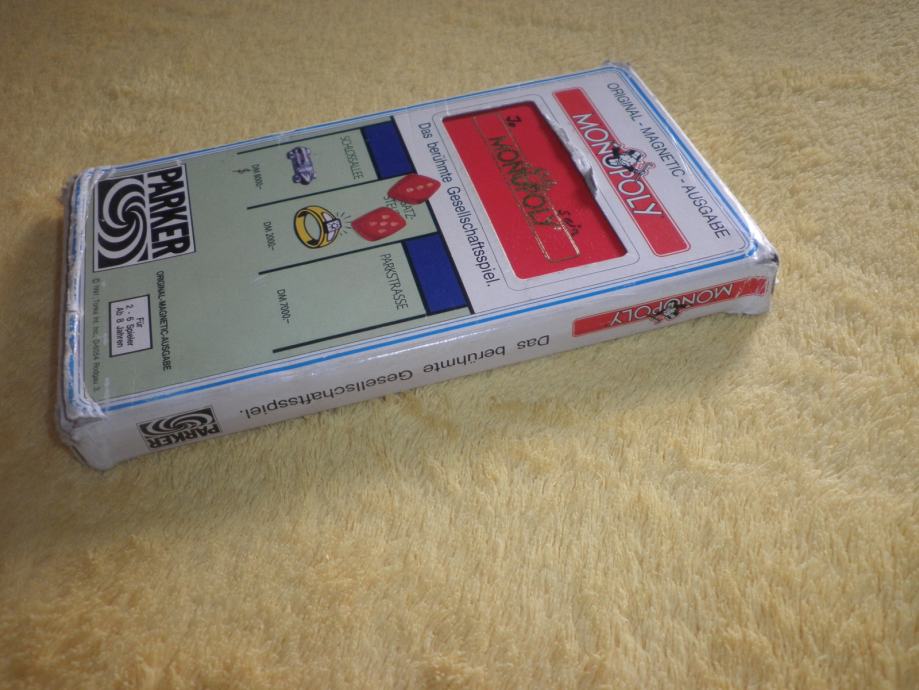 ORIGINAL - MAGNETIC - AUSGABE
MONOPOLY
MONOPOLY
Das berühmte Gesellschaftsspiel.
SCHLOSSALLEE
DM 8000,-
DM 2000,-
PARKSTRASSE
DM 7000,-
PARKER
ORIGINAL-MAGNETIC-AUSGABE
Für
2 - 6 Spieler
Ab 8 Jahren
MONOPOLY
Das berühmte Gesellschaftsspiel.
PARKER